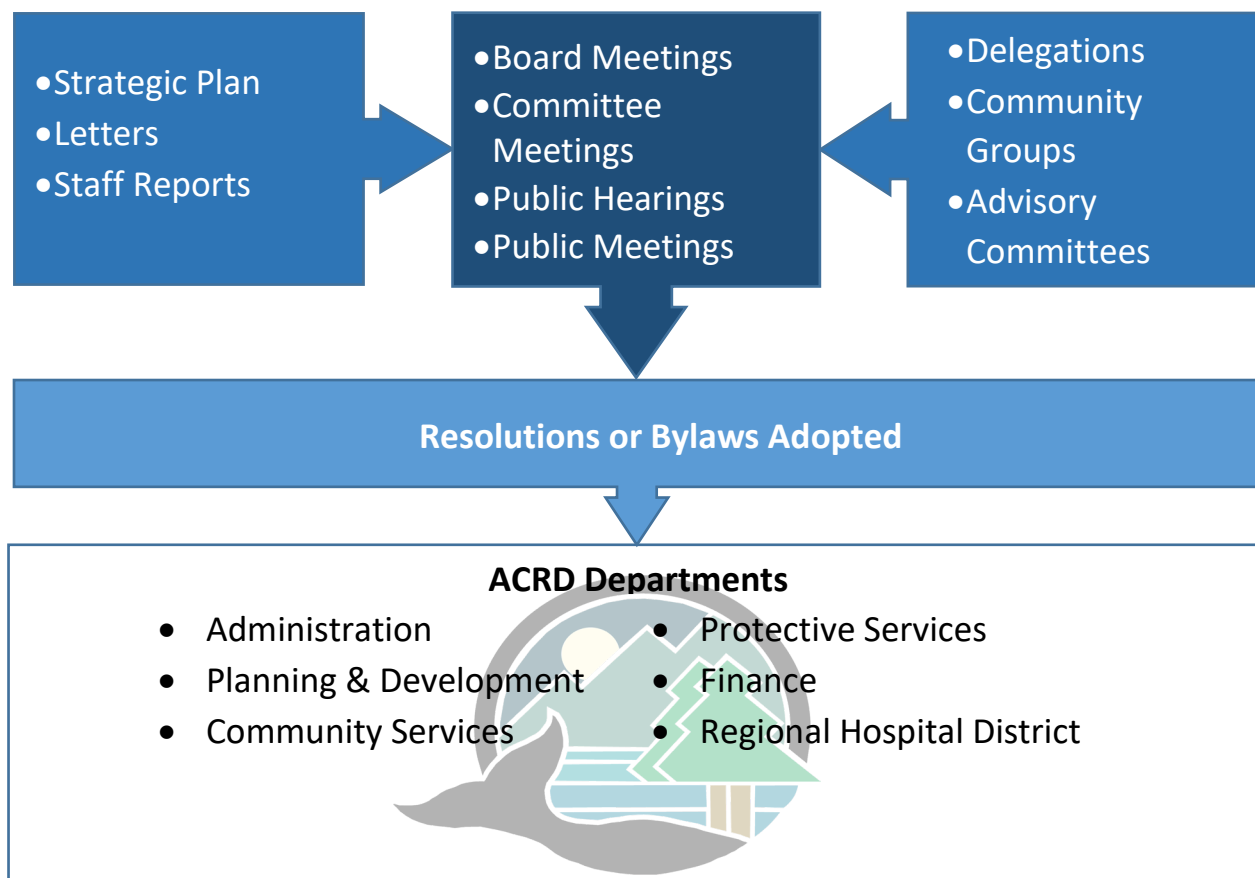 •Strategic Plan
•Letters
•Staff Reports
•Board Meetings
•Committee
Meetings
•Public Hearings
•Public Meetings
•Delegations
•Community
Groups
•Advisory
Committees
Resolutions or Bylaws Adopted
ACRD Departments
• Administration
• Planning & Development
• Community Services
• Protective Services
• Finance
• Regional Hospital District